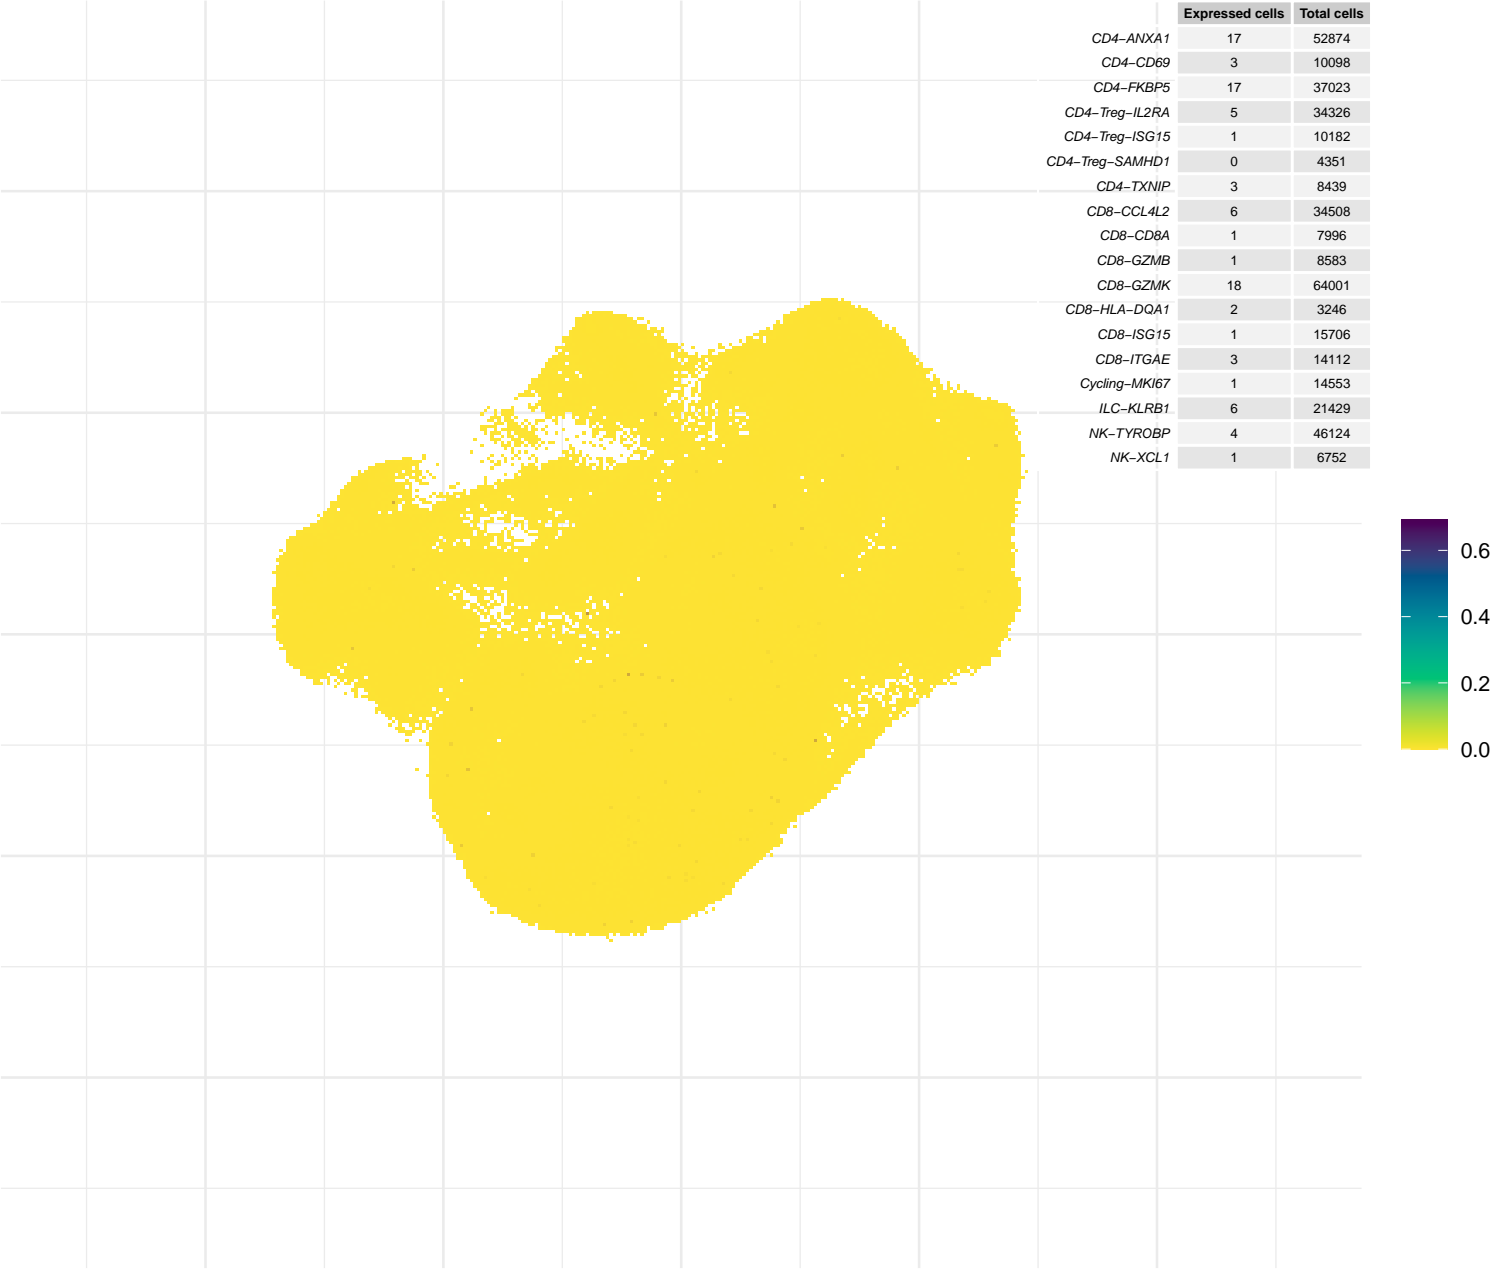 Expressed cells Total cells
CD4−ANXA1 17 52874
CD4−CD69 3 10098
CD4−FKBP5 17 37023
CD4−Treg−IL2RA 5 34326
CD4−Treg−ISG15 1 10182
CD4−Treg−SAMHD1 0 4351
CD4−TXNIP 3 8439
CD8−CCL4L2 6 34508
CD8−CD8A 1 7996
CD8−GZMB 1 8583
CD8−GZMK 18 64001
CD8−HLA−DQA1 2 3246
CD8−ISG15 1 15706
CD8−ITGAE 3 14112
Cycling−MKI67 1 14553
ILC−KLRB1 6 21429
NK−TYROBP 4 46124
NK−XCL1 1 6752
0.6
0.4
0.2
0.0